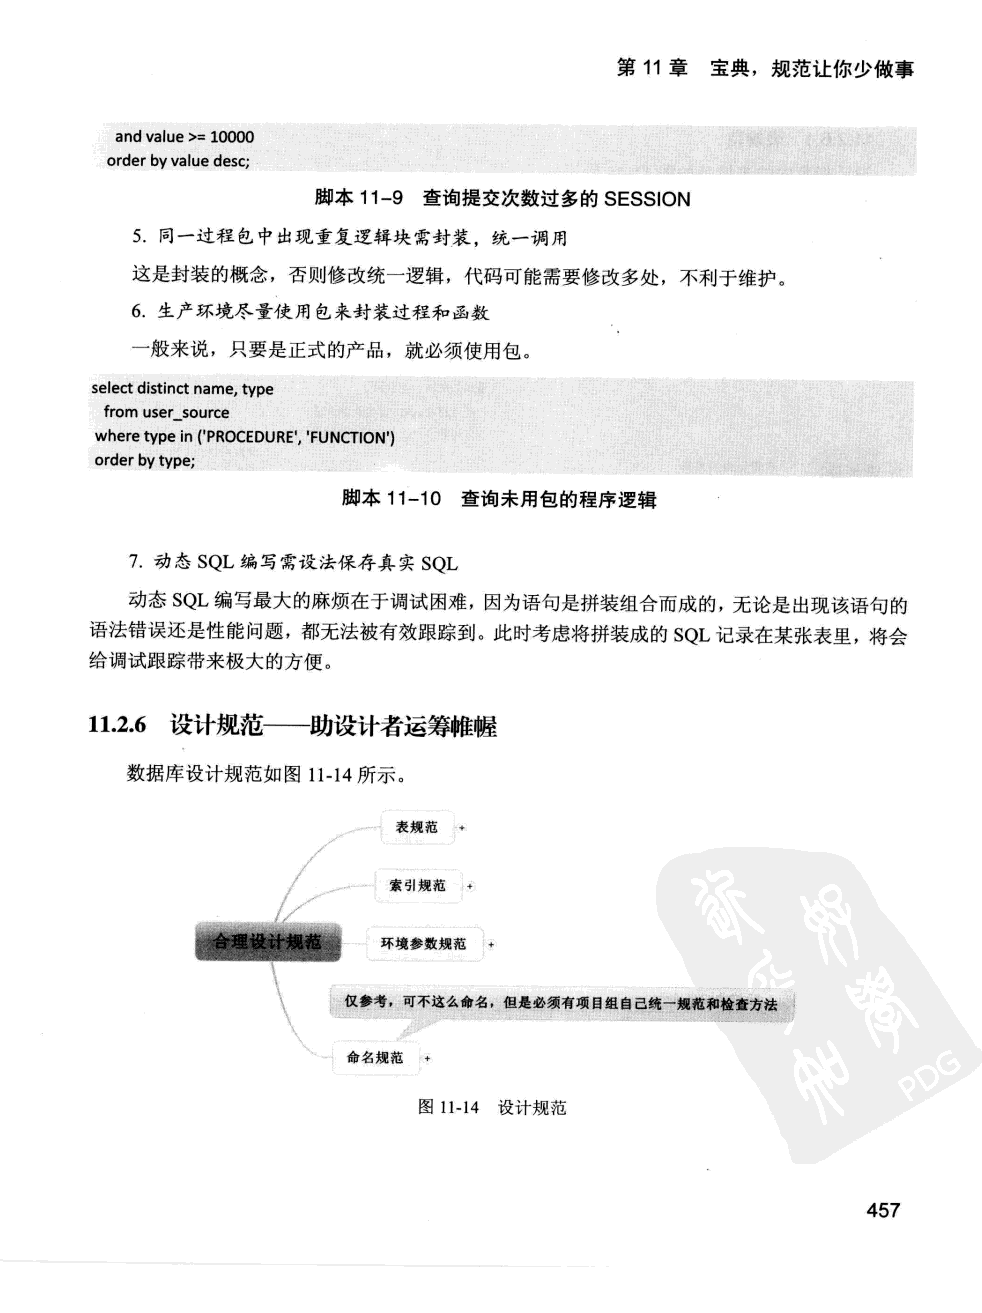 第 11 章 宝典，规范让你少做事
and value >= 10000
order by value desc;
脚本 11-9 查询提交次数过多的 SESSION
5. 同一过程包中出现重复逻辑块需封装，统一调用
这是封装的概念，否则修改统一逻辑，代码可能需要修改多处，不利于维护。
6. 生产环境尽量使用包来封装过程和函数
一般来说，只要是正式的产品，就必须使用包。
select distinct name, type
from user_source
where type in ('PROCEDURE', 'FUNCTION')
order by type;
脚本 11-10 查询未用包的程序逻辑
7. 动态 SQL 编写需设法保存真实 SQL
动态 SQL 编写最大的麻烦在于调试困难，因为语句是拼装组合而成的，无论是出现该语句的
语法错误还是性能问题，都无法被有效跟踪到。此时考虑将拼装成的 SQL 记录在某张表里，将会
给调试跟踪带来极大的方便。
11.2.6 设计规范——助设计者运筹帷幄
数据库设计规范如图 11-14 所示。
表规范
索引规范
合理设计规范
环境参数规范
仅参考，可不这么命名，但是必须有项目组自己统一规范和检查方法
命名规范
图 11-14 设计规范
PDG
457